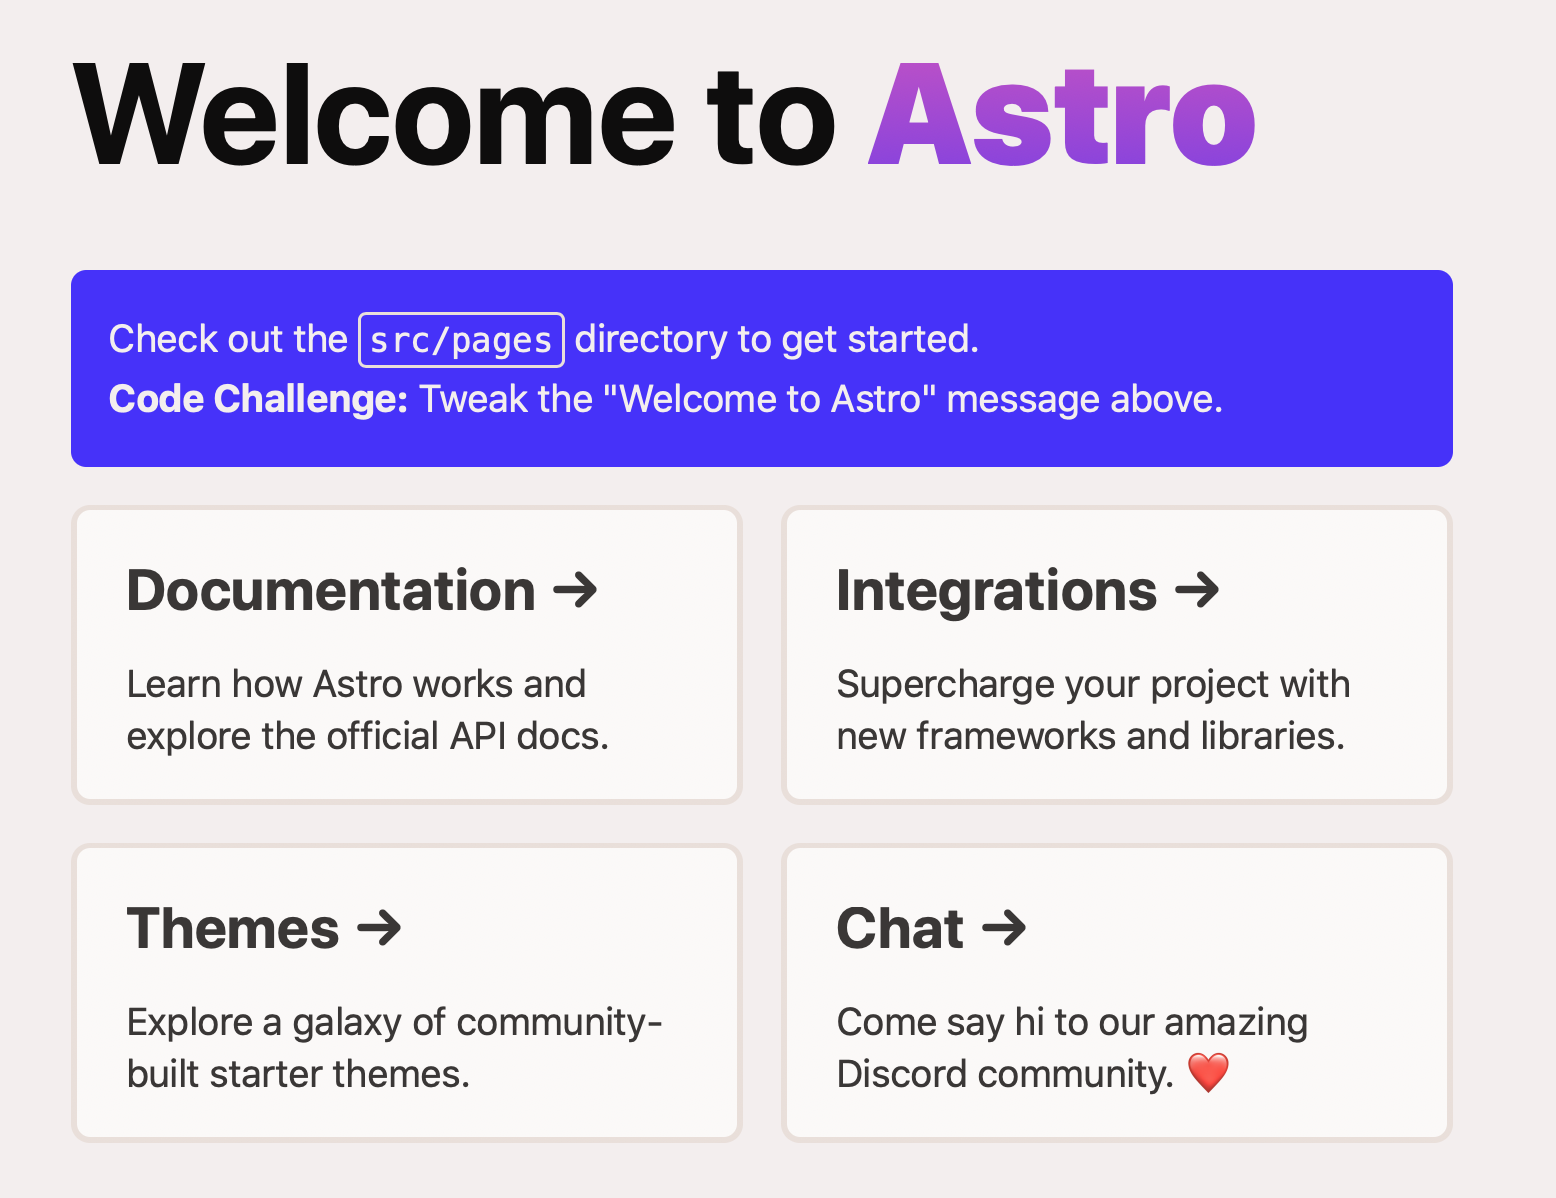 Welcome to Astro
Check out the src/pages directory to get started.
Code Challenge: Tweak the "Welcome to Astro" message above.
Documentation →
Learn how Astro works and
explore the official API docs.
Integrations →
Supercharge your project with
new frameworks and libraries.
Themes →
Explore a galaxy of community-
built starter themes.
Chat →
Come say hi to our amazing
Discord community. ❤️